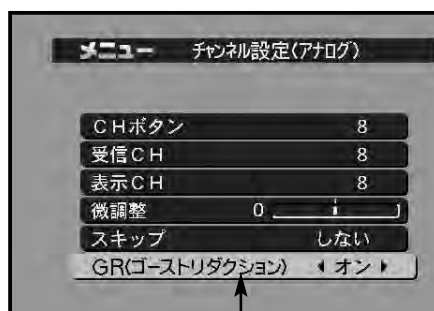 メニュー チャンネル設定(アナログ)
CHボタン 8
受信CH 8
表示CH 8
微調整 0
スキップ しない
GR(ゴーストリダクション) オン